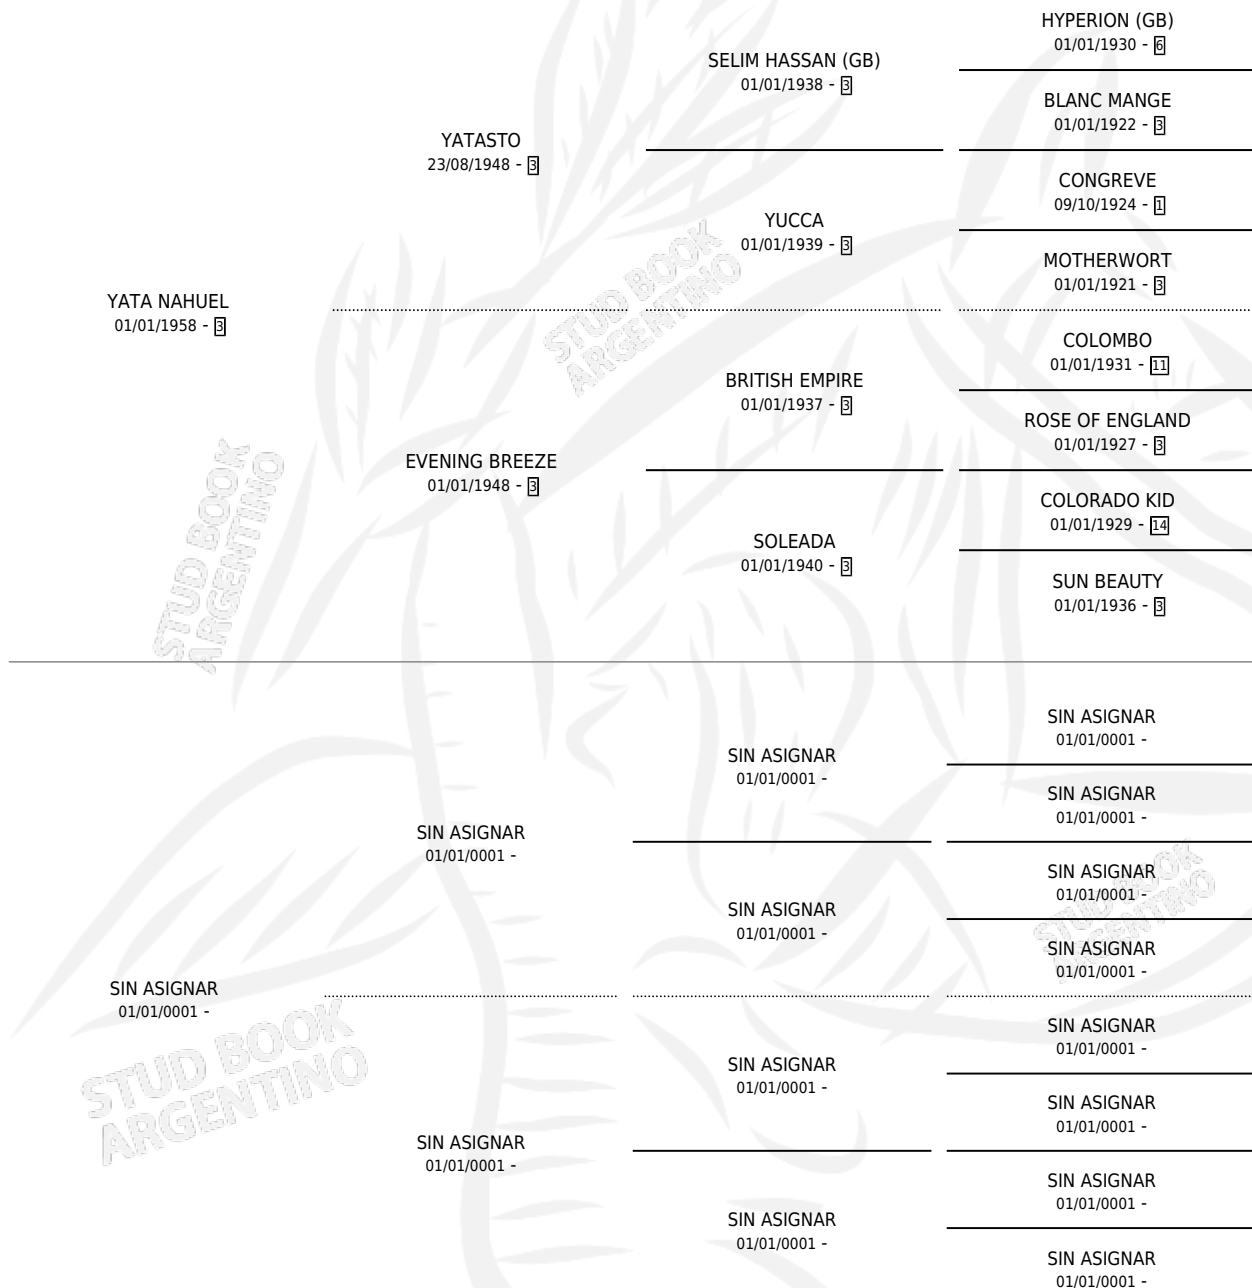 HYPERION (GB)
01/01/1930 - 6
SELIM HASSAN (GB)
01/01/1938 - 3
BLANC MANGE
01/01/1922 - 3
YATASTO
23/08/1948 - 3
CONGREVE
09/10/1924 - 1
YUCCA
01/01/1939 - 3
MOTHERWORT
01/01/1921 - 3
YATA NAHUEL
01/01/1958 - 3
STUD BOOK
ARGENTINO
COLOMBO
01/01/1931 - 11
BRITISH EMPIRE
01/01/1937 - 3
ROSE OF ENGLAND
01/01/1927 - 3
EVENING BREEZE
01/01/1948 - 3
COLORADO KID
01/01/1929 - 14
SOLEADA
01/01/1940 - 3
SUN BEAUTY
01/01/1936 - 3
STUD BOOK
ARGENTINO
SIN ASIGNAR
01/01/0001 -
SIN ASIGNAR
01/01/0001 -
SIN ASIGNAR
01/01/0001 -
SIN ASIGNAR
01/01/0001 -
SIN ASIGNAR
01/01/0001 -
SIN ASIGNAR
01/01/0001 -
SIN ASIGNAR
01/01/0001 -
STUD BOOK
ARGENTINO
SIN ASIGNAR
01/01/0001 -
SIN ASIGNAR
01/01/0001 -
SIN ASIGNAR
01/01/0001 -
SIN ASIGNAR
01/01/0001 -
STUD BOOK
ARGENTINO
SIN ASIGNAR
01/01/0001 -
SIN ASIGNAR
01/01/0001 -
SIN ASIGNAR
01/01/0001 -
SIN ASIGNAR
01/01/0001 -